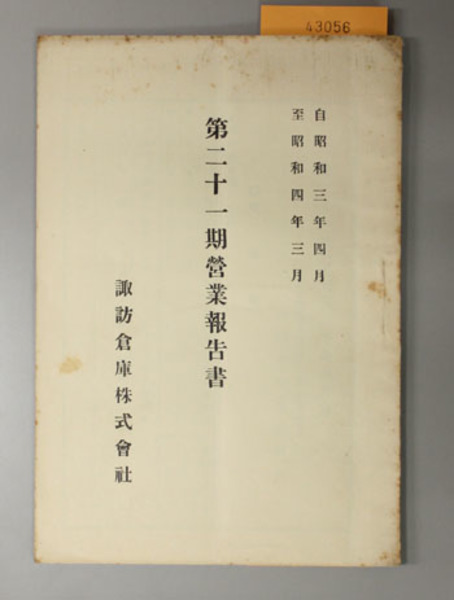 43056
自昭和三年四月
至昭和四年三月
第二十一期營業報告書
諏訪倉庫株式會社